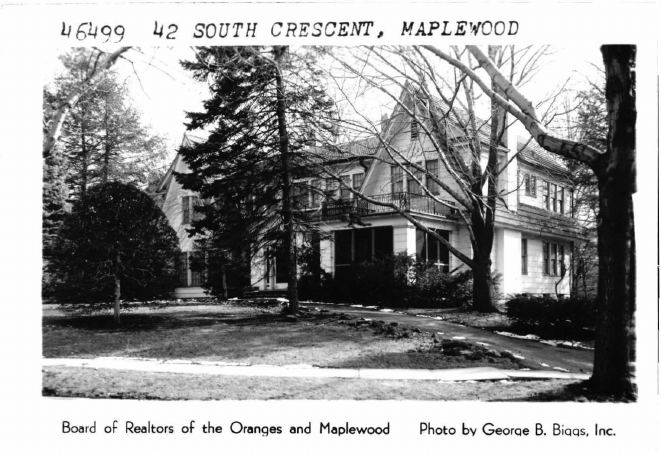 46499 42 SOUTH CRESCENT, MAPLEWOOD
Board of Realtors of the Oranges and Maplewood Photo by George B. Biggs, Inc.